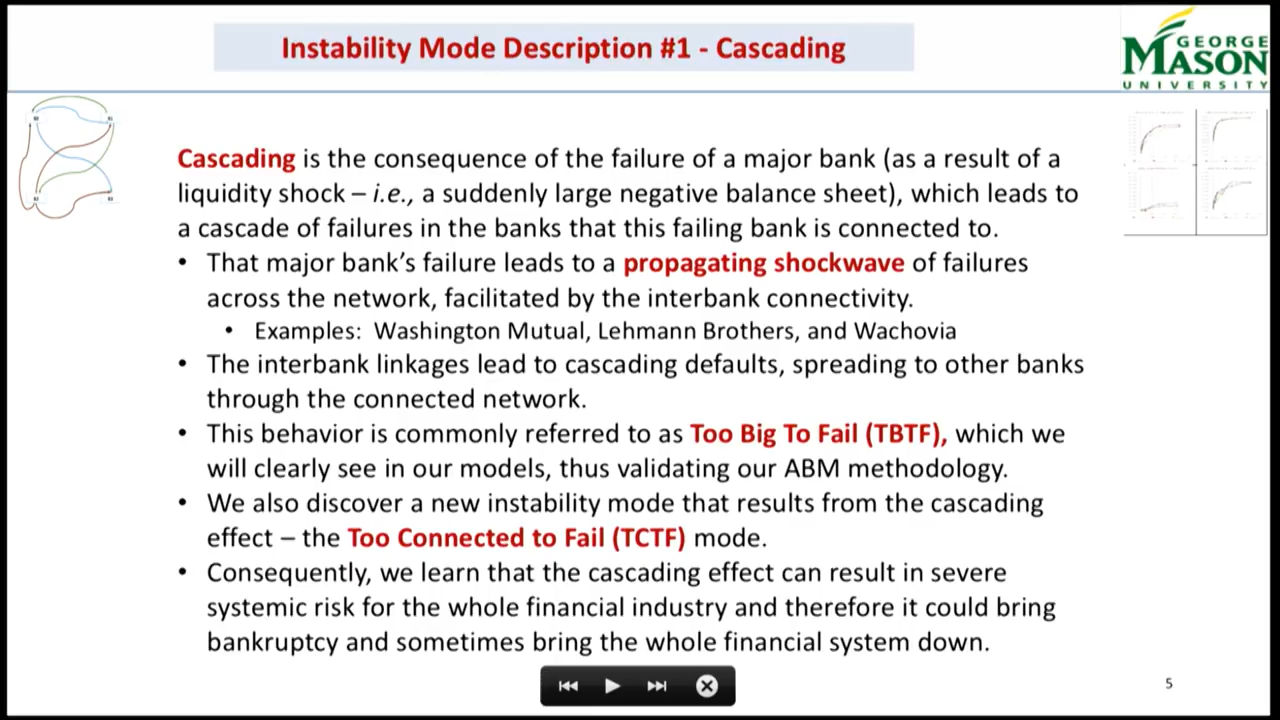 Instability Mode Description #1 - Cascading
GEORGE
MASON
UNIVERSITY
Cascading is the consequence of the failure of a major bank (as a result of a
liquidity shock – i.e., a suddenly large negative balance sheet), which leads to
a cascade of failures in the banks that this failing bank is connected to.
• That major bank's failure leads to a propagating shockwave of failures
across the network, facilitated by the interbank connectivity.
• Examples: Washington Mutual, Lehmann Brothers, and Wachovia
• The interbank linkages lead to cascading defaults, spreading to other banks
through the connected network.
• This behavior is commonly referred to as Too Big To Fail (TBTF), which we
will clearly see in our models, thus validating our ABM methodology.
• We also discover a new instability mode that results from the cascading
effect – the Too Connected to Fail (TCTF) mode.
• Consequently, we learn that the cascading effect can result in severe
systemic risk for the whole financial industry and therefore it could bring
bankruptcy and sometimes bring the whole financial system down.
5